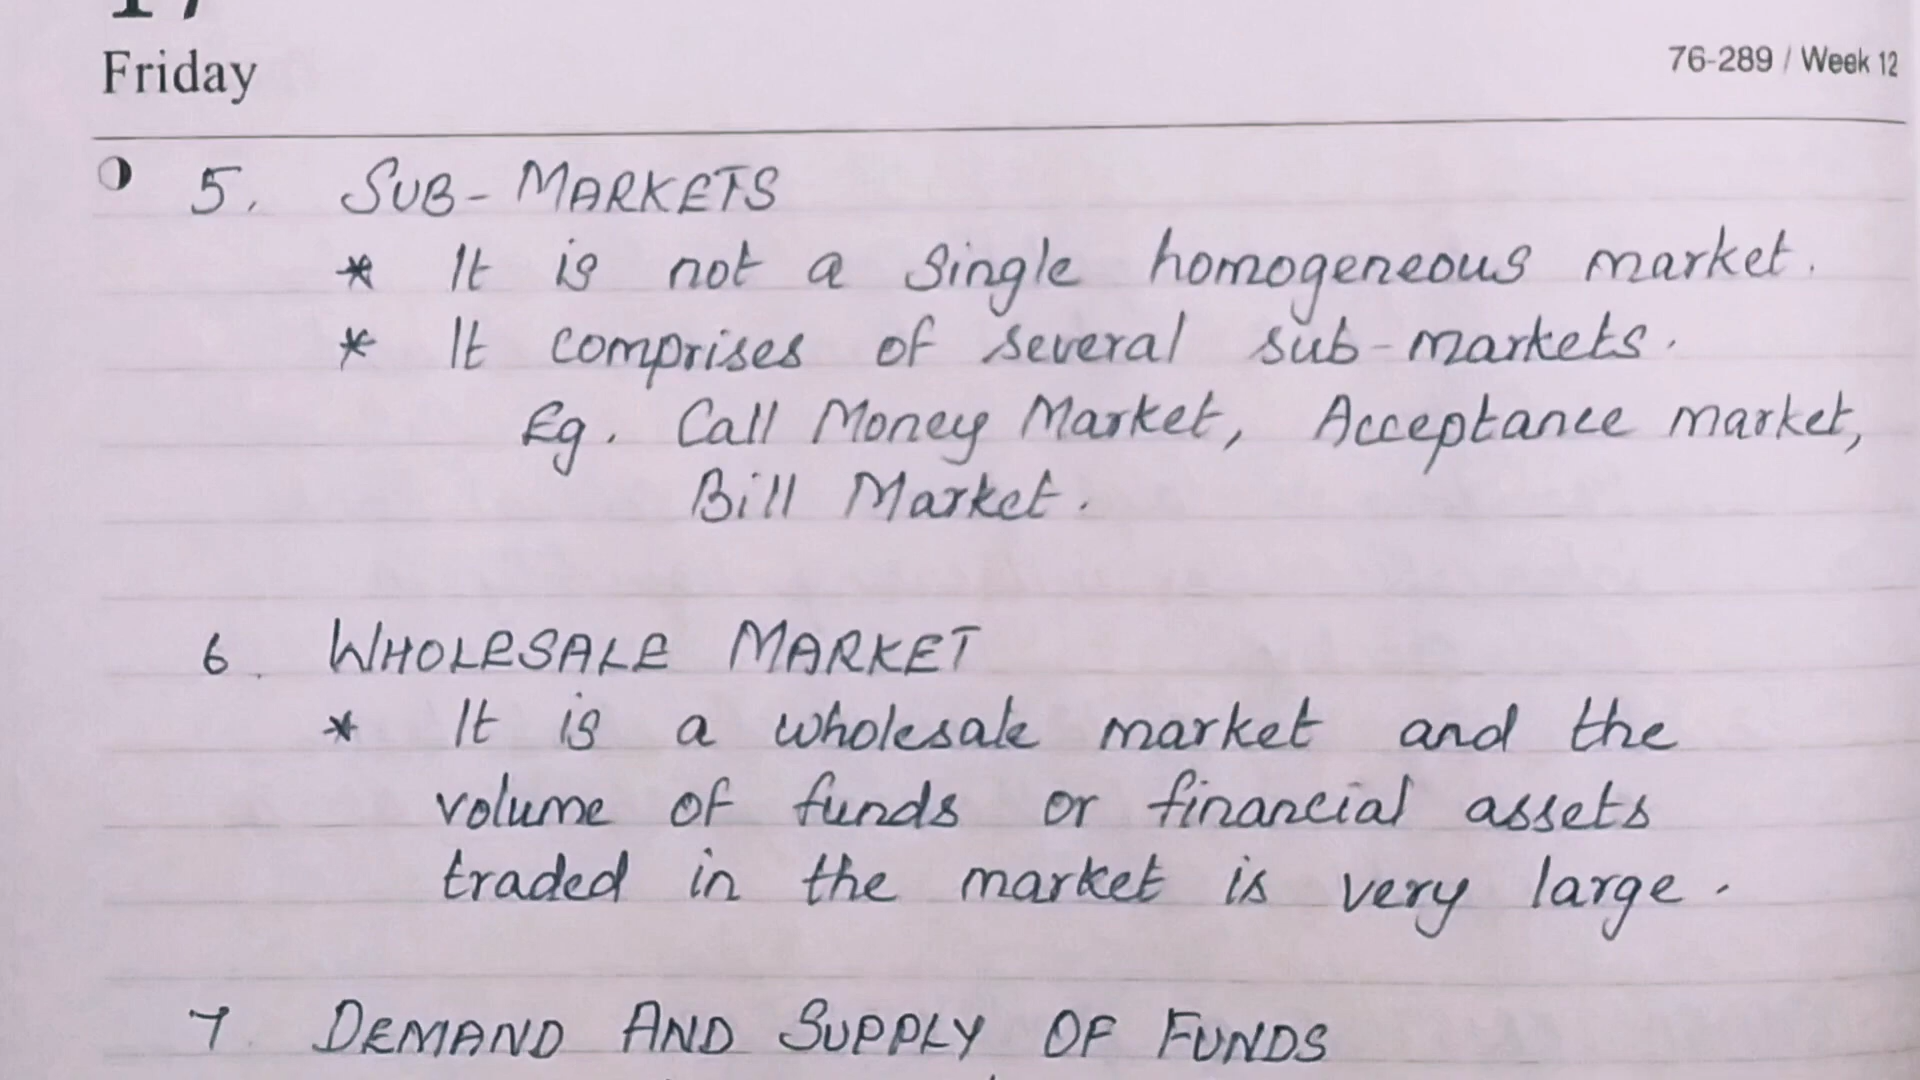 17
Friday
76-289 / Week 12
5. SUB-MARKETS
* It is not a single homogeneous market.
* It comprises of several sub-markets.
Eg. Call Money Market, Acceptance market,
Bill Market.
6. WHOLESALE MARKET
* It is a wholesale market and the
volume of funds or financial assets
traded in the market is very large.
7 DEMAND AND SUPPLY OF FUNDS